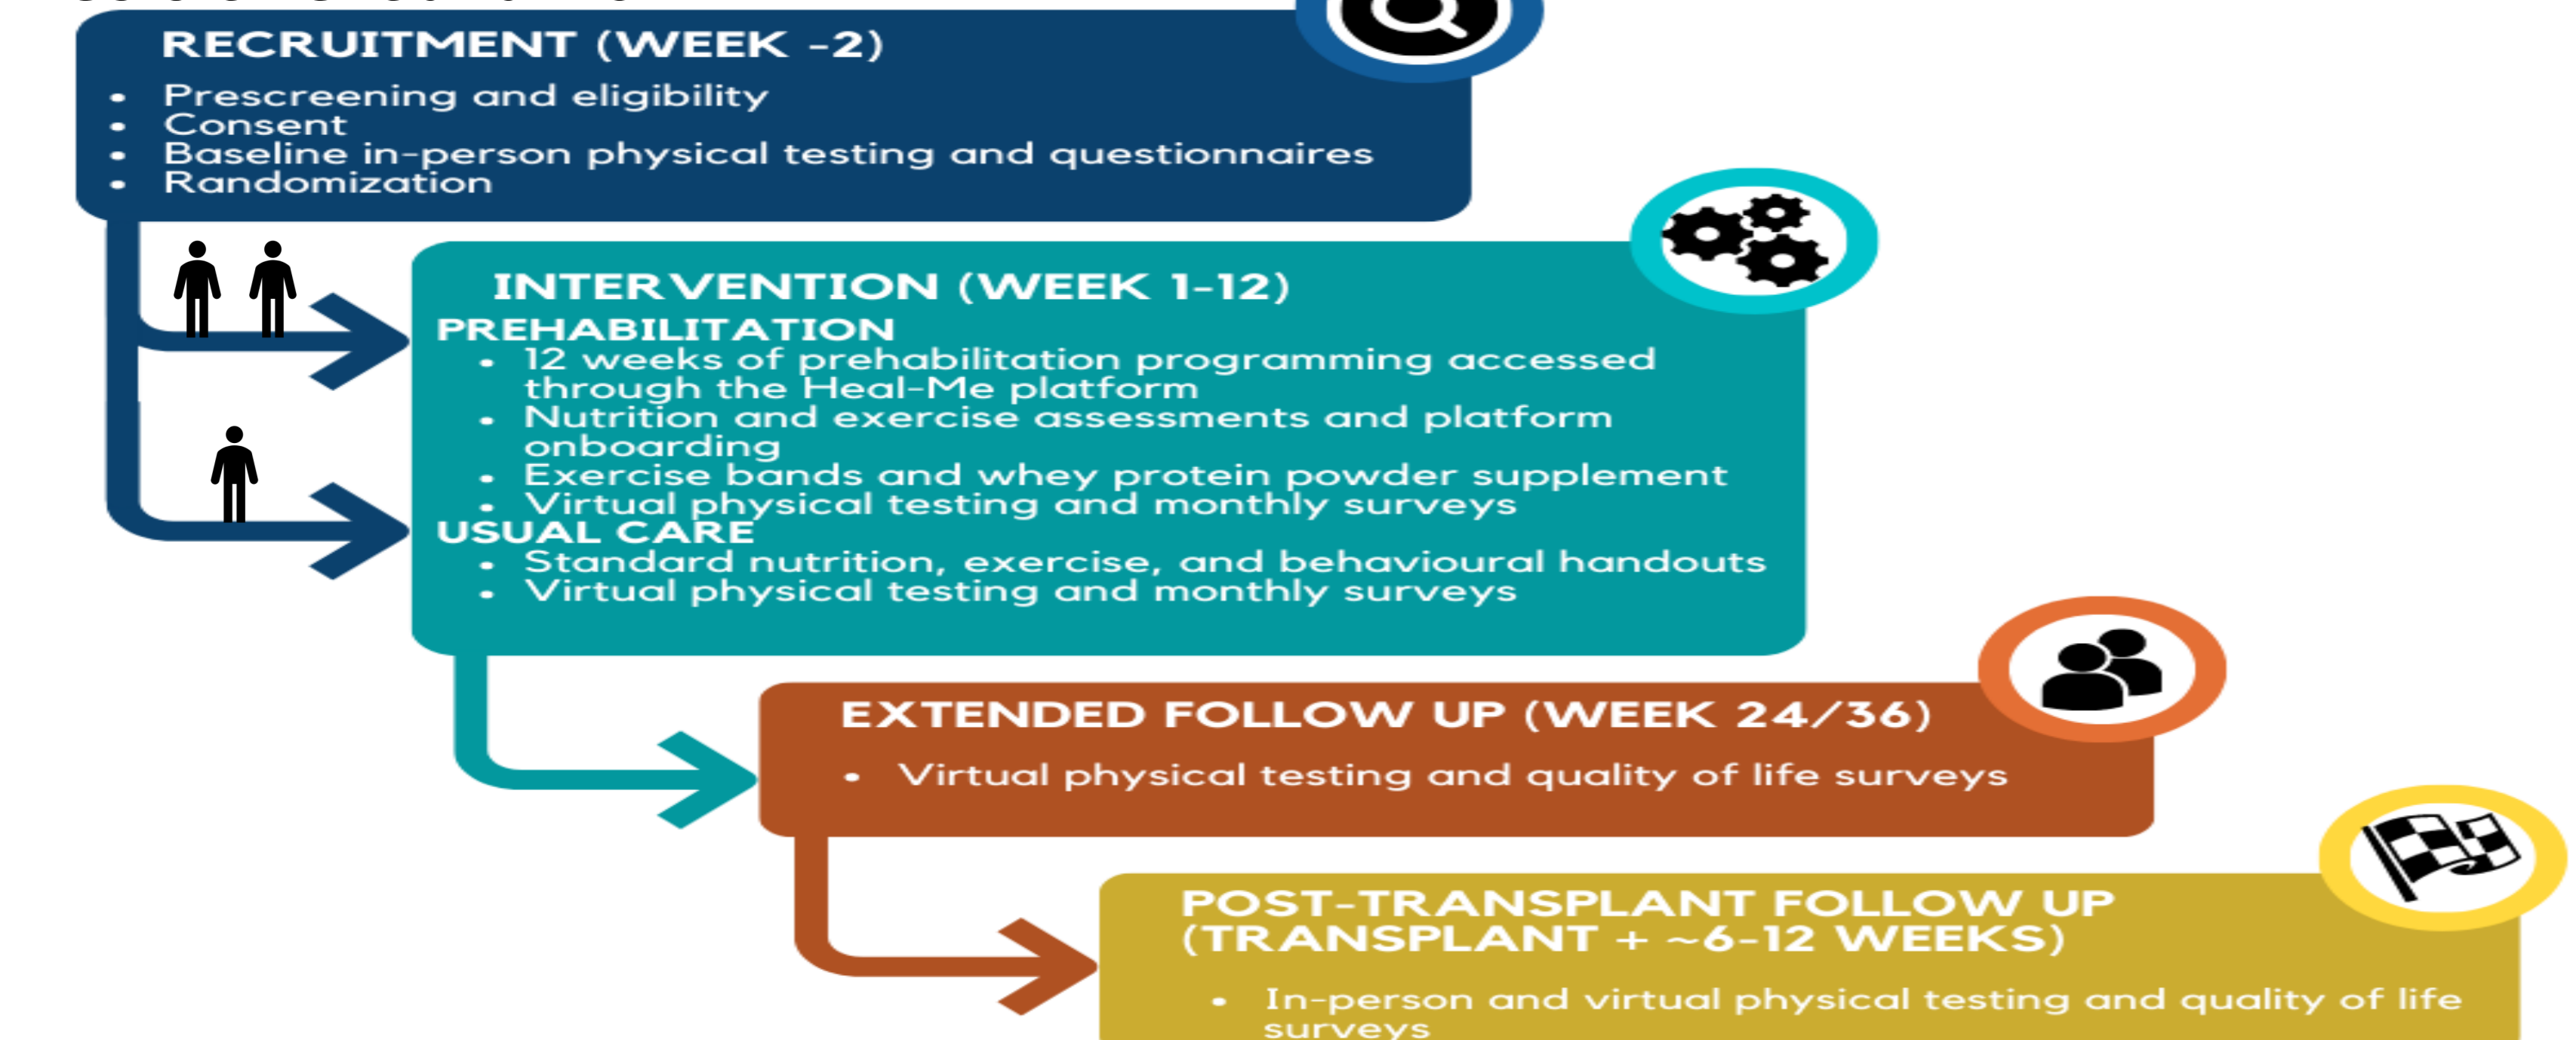 RECRUITMENT (WEEK -2)
• Prescreening and eligibility
• Consent
• Baseline in-person physical testing and questionnaires
• Randomization
INTERVENTION (WEEK 1-12)
PREHABILITATION
• 12 weeks of prehabilitation programming accessed
through the Heal-Me platform
• Nutrition and exercise assessments and platform
onboarding
• Exercise bands and whey protein powder supplement
• Virtual physical testing and monthly surveys
USUAL CARE
• Standard nutrition, exercise, and behavioural handouts
• Virtual physical testing and monthly surveys
EXTENDED FOLLOW UP (WEEK 24/36)
• Virtual physical testing and quality of life surveys
POST-TRANSPLANT FOLLOW UP
(TRANSPLANT + ~6-12 WEEKS)
• In-person and virtual physical testing and quality of life
surveys